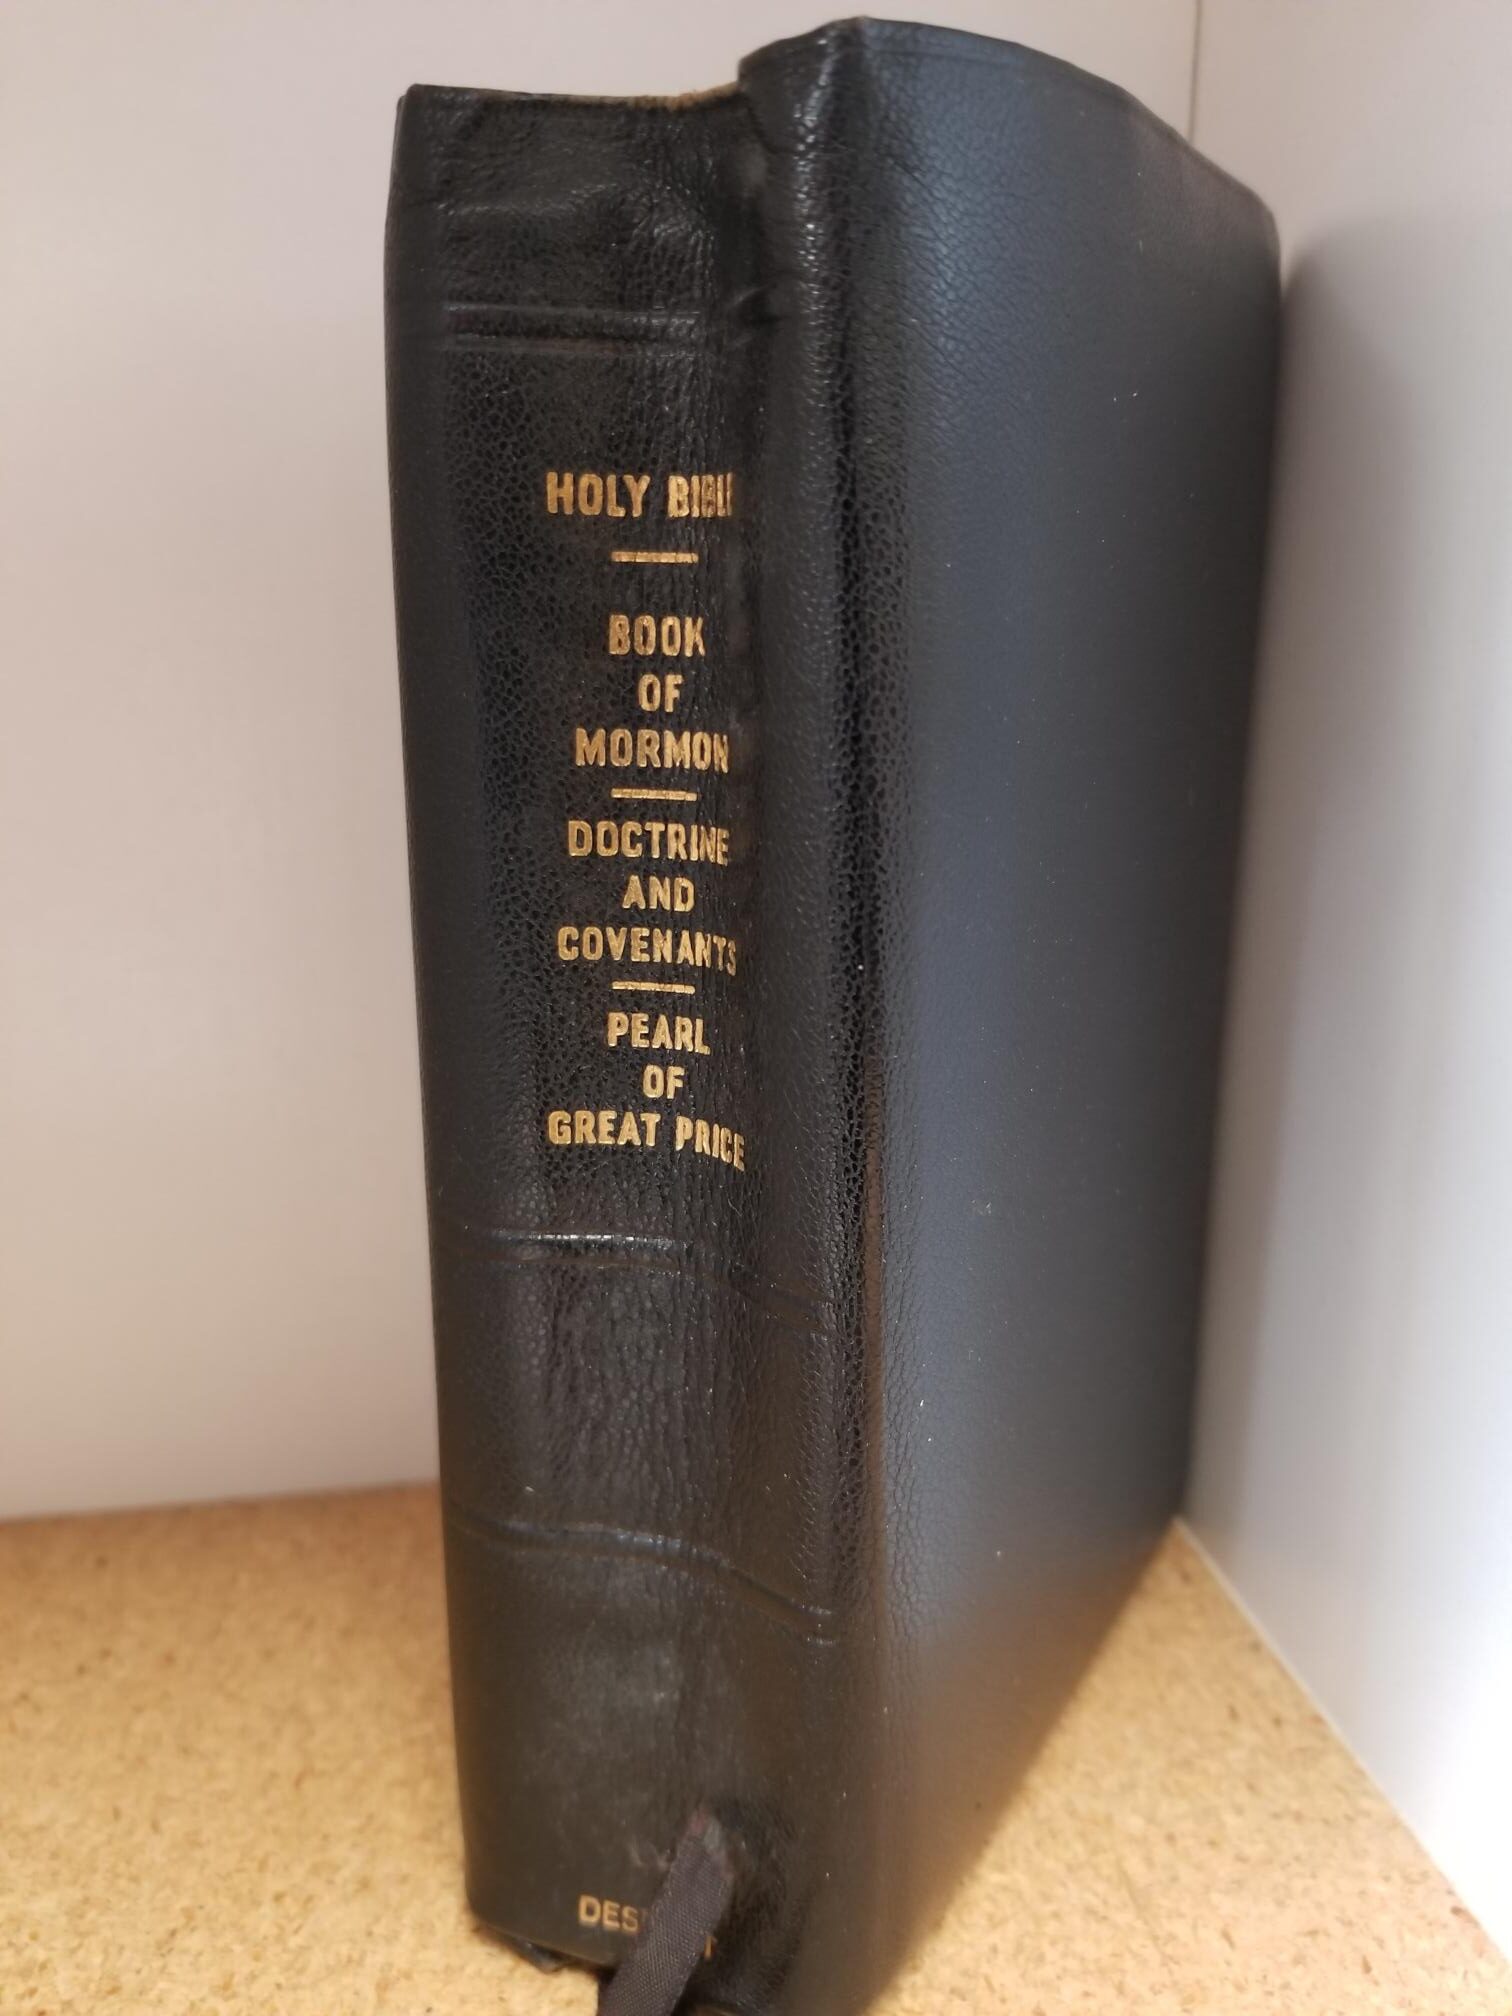 HOLY BIBLE
BOOK
OF
MORMON
DOCTRINE
AND
COVENANTS
PEARL
OF
GREAT PRICE